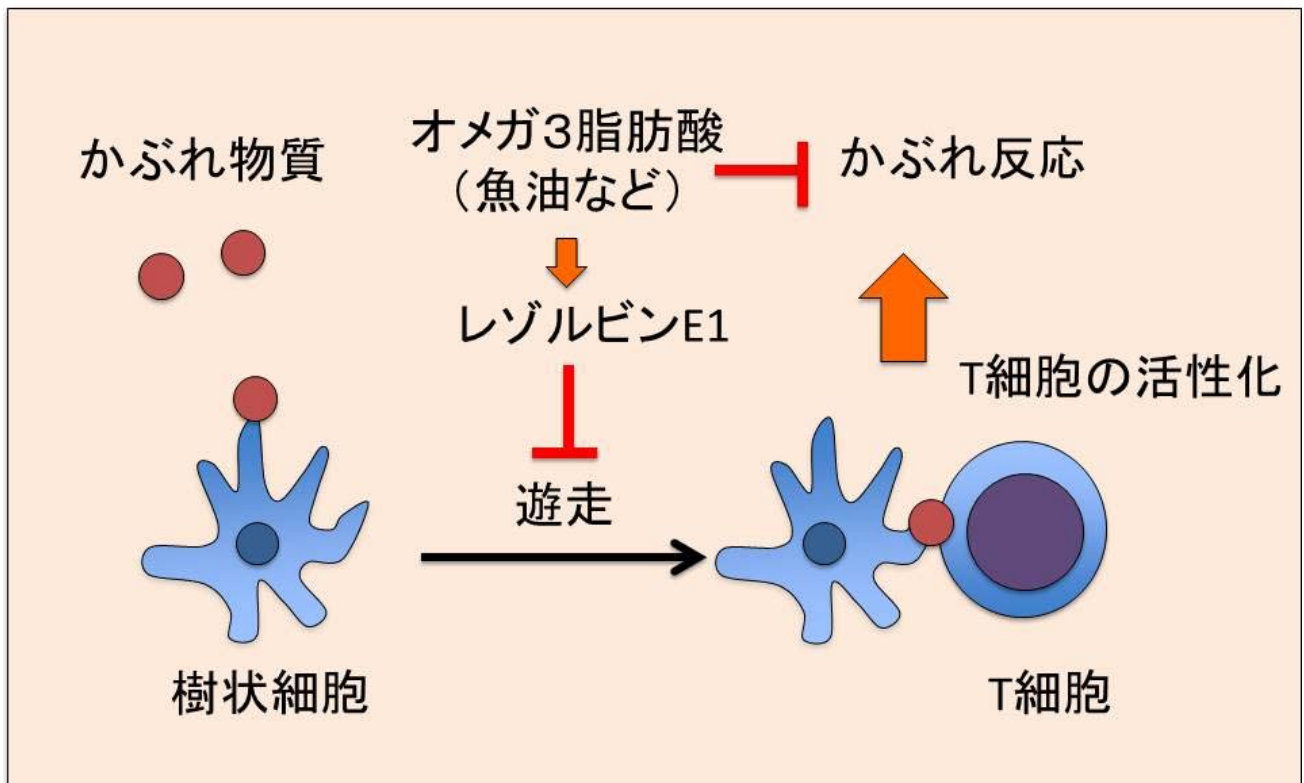 かぶれ物質
オメガ3脂肪酸
（魚油など）
かぶれ反応
レゾルビンE1
T細胞の活性化
遊走
樹状細胞
T細胞